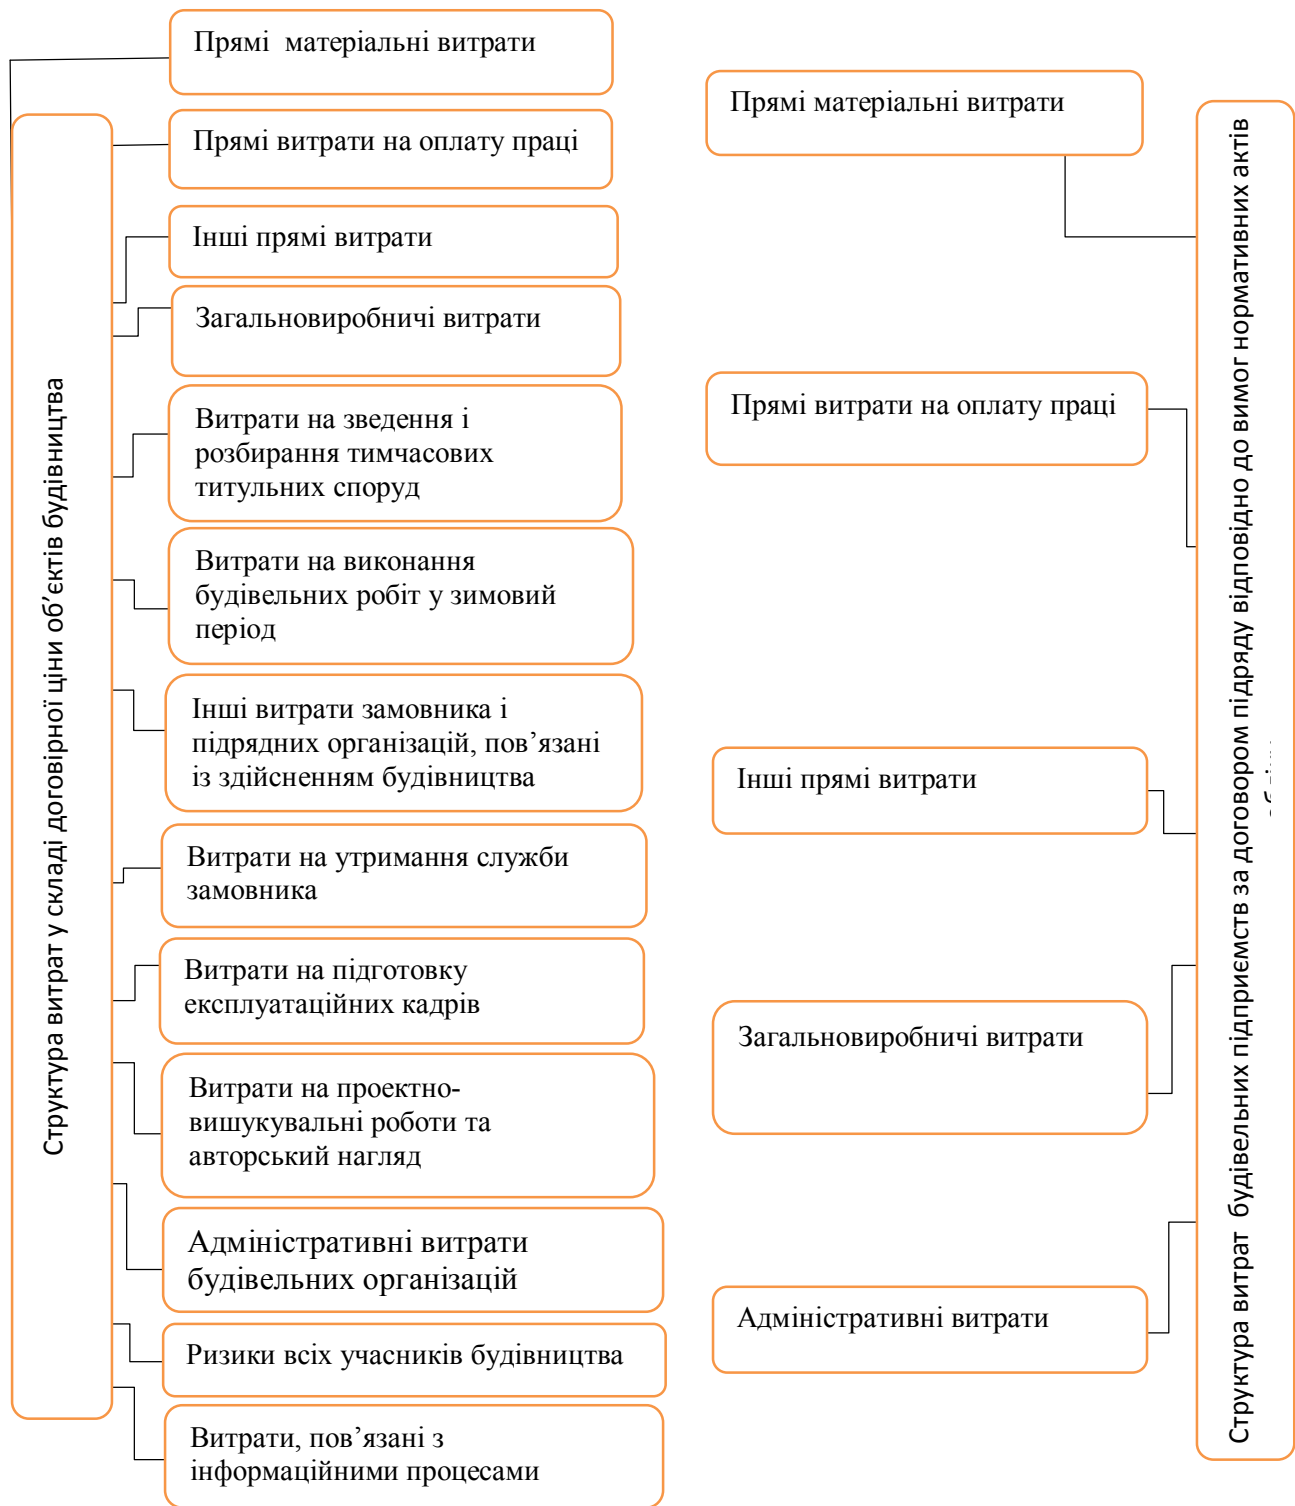 Структура витрат у складі договірної ціни об’єктів будівництва
Прямі матеріальні витрати
Прямі витрати на оплату праці
Інші прямі витрати
Загальновиробничі витрати
Витрати на зведення і
розбирання тимчасових
титульних споруд
Витрати на виконання
будівельних робіт у зимовий
період
Інші витрати замовника і
підрядних організацій, пов’язані
із здійсненням будівництва
Витрати на утримання служби
замовника
Витрати на підготовку
експлуатаційних кадрів
Витрати на проектно-
вишукувальні роботи та
авторський нагляд
Адміністративні витрати
будівельних організацій
Ризики всіх учасників будівництва
Витрати, пов’язані з
інформаційними процесами
Прямі матеріальні витрати
Прямі витрати на оплату праці
Інші прямі витрати
Загальновиробничі витрати
Адміністративні витрати
Структура витрат будівельних підприємств за договором підряду відповідно до вимог нормативних актів